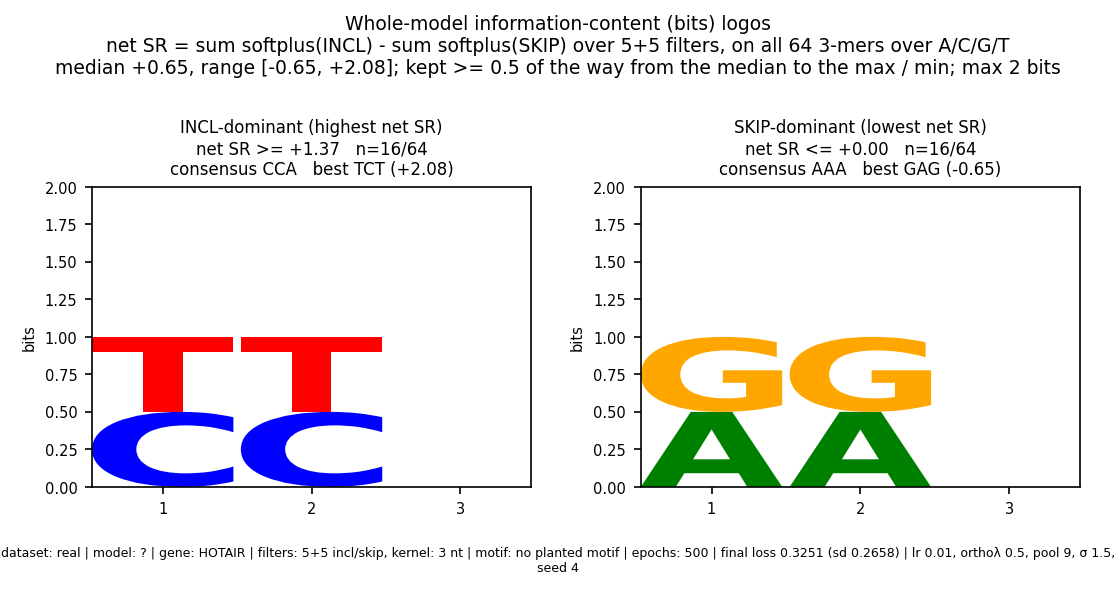 Whole-model information-content (bits) logos
net SR = sum softplus(INCL) - sum softplus(SKIP) over 5+5 filters, on all 64 3-mers over A/C/G/T
median +0.65, range [-0.65, +2.08]; kept >= 0.5 of the way from the median to the max / min; max 2 bits
INCL-dominant (highest net SR)
net SR >= +1.37   n=16/64
consensus CCA   best TCT (+2.08)
2.00
1.75
1.50
1.25
1.00
0.75
0.50
0.25
0.00
bits
T T
C C
1 2 3
SKIP-dominant (lowest net SR)
net SR <= +0.00   n=16/64
consensus AAA   best GAG (-0.65)
2.00
1.75
1.50
1.25
1.00
0.75
0.50
0.25
0.00
bits
G G
A A
1 2 3
dataset: real | model: ? | gene: HOTAIR | filters: 5+5 incl/skip, kernel: 3 nt | motif: no planted motif | epochs: 500 | final loss 0.3251 (sd 0.2658) | lr 0.01, orthoλ 0.5, pool 9, σ 1.5,
seed 4